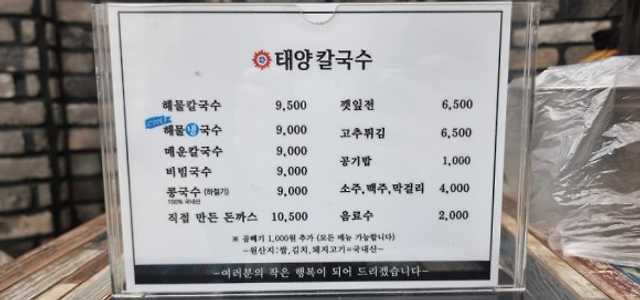 태양칼국수
해물칼국수 9,500
해물냉국수 9,000
매운칼국수 9,000
비빔국수 9,000
콩국수 (하절기) 9,000
100% 국내산
직접 만든 돈까스 10,500
깻잎전 6,500
고추튀김 6,500
공기밥 1,000
소주,맥주,막걸리 4,000
음료수 2,000
※ 곱빼기 1,000원 추가 (모든 메뉴 가능합니다)
-원산지:쌀,김치,돼지고기=국내산-
-여러분의 작은 행복이 되어 드리겠습니다-